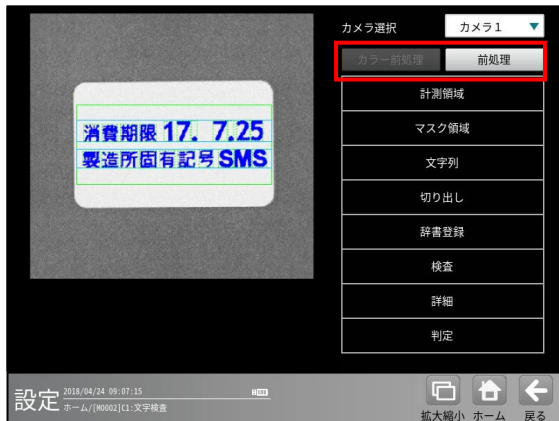 カメラ選択
カメラ1
カラー前処理
前処理
計測領域
マスク領域
文字列
切り出し
辞書登録
検査
詳細
判定
消費期限 17. 7.25
製造所固有記号 SMS
設定
2018/04/24 09:07:15
ホーム/[M0002]C1:文字検査
拡大縮小
ホーム
戻る